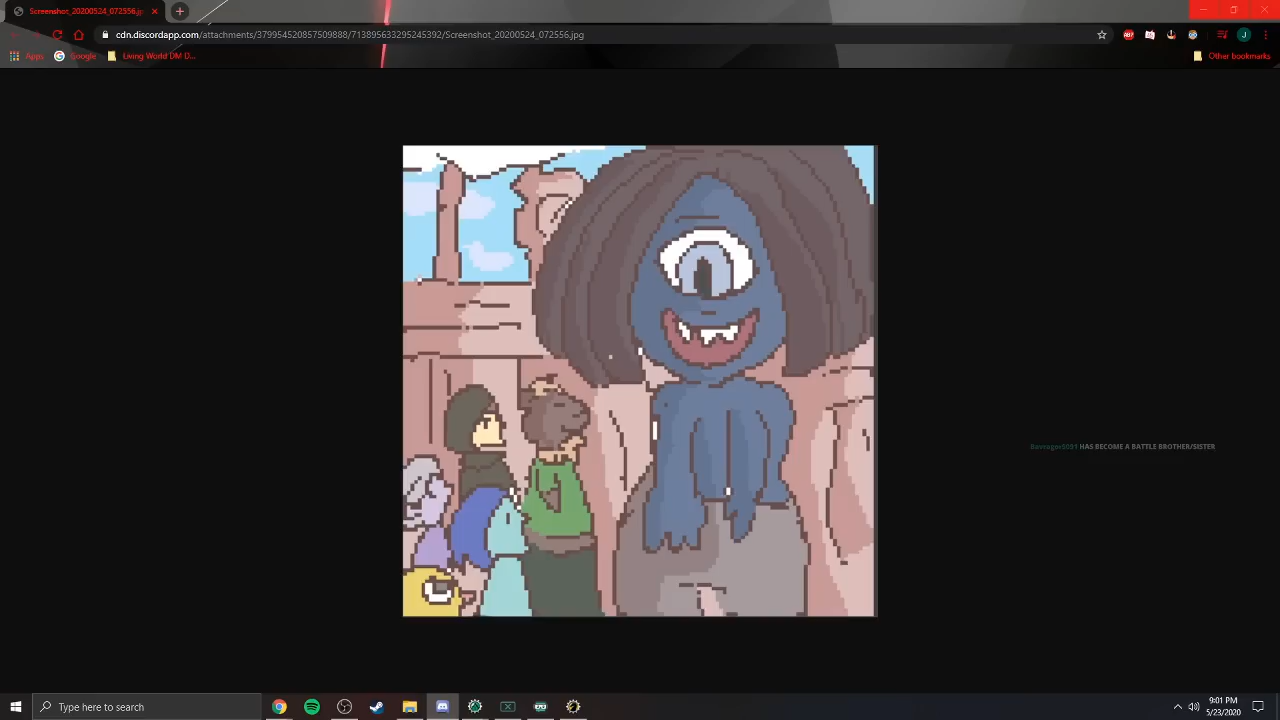 Screenshot_20200524_072556.jp
cdn.discordapp.com/attachments/379954520857509888/713895633295245392/Screenshot_20200524_072556.jpg
Apps
Google
Living World DM D...
Other bookmarks
HAS BECOME A BATTLE BROTHER/SISTER
Type here to search
9:01 PM
5/23/2020